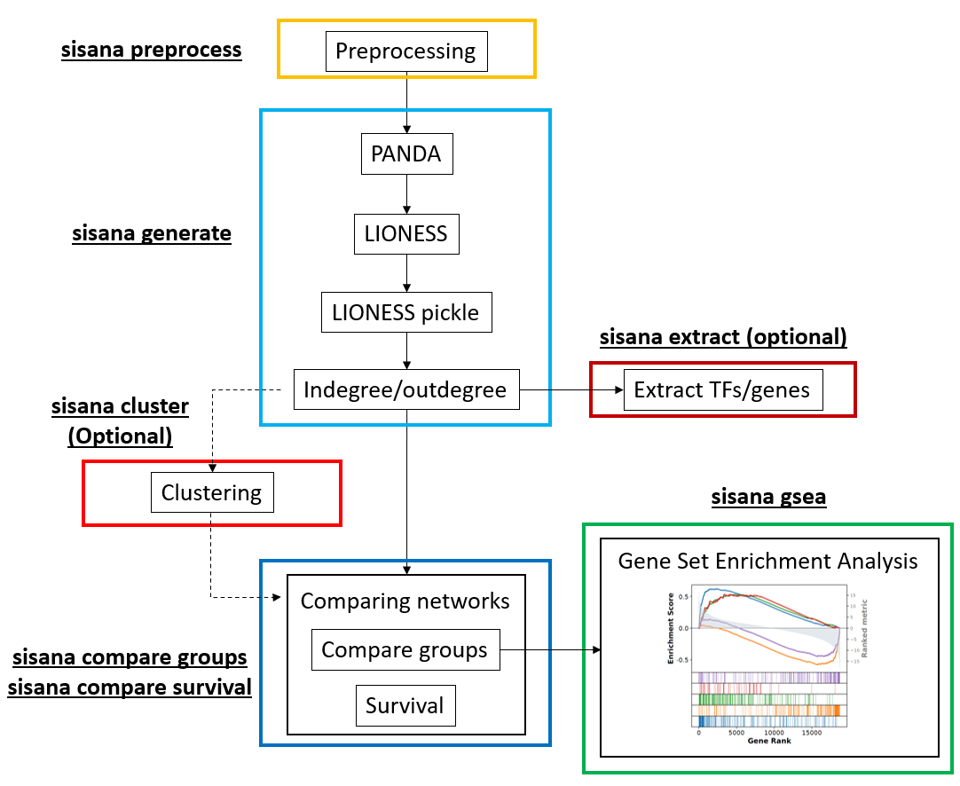 sisana preprocess
Preprocessing
PANDA
sisana generate
LIONESS
LIONESS pickle
sisana extract (optional)
Indegree/outdegree
Extract TFs/genes
sisana cluster
(Optional)
Clustering
sisana gsea
Gene Set Enrichment Analysis
Comparing networks
Compare groups
Survival
sisana compare groups
sisana compare survival
Enrichment Score
0.5
0.0
-0.5
15
10
5
0
−5
−10
−15
Ranked metric
0
5000
10000
15000
Gene Rank